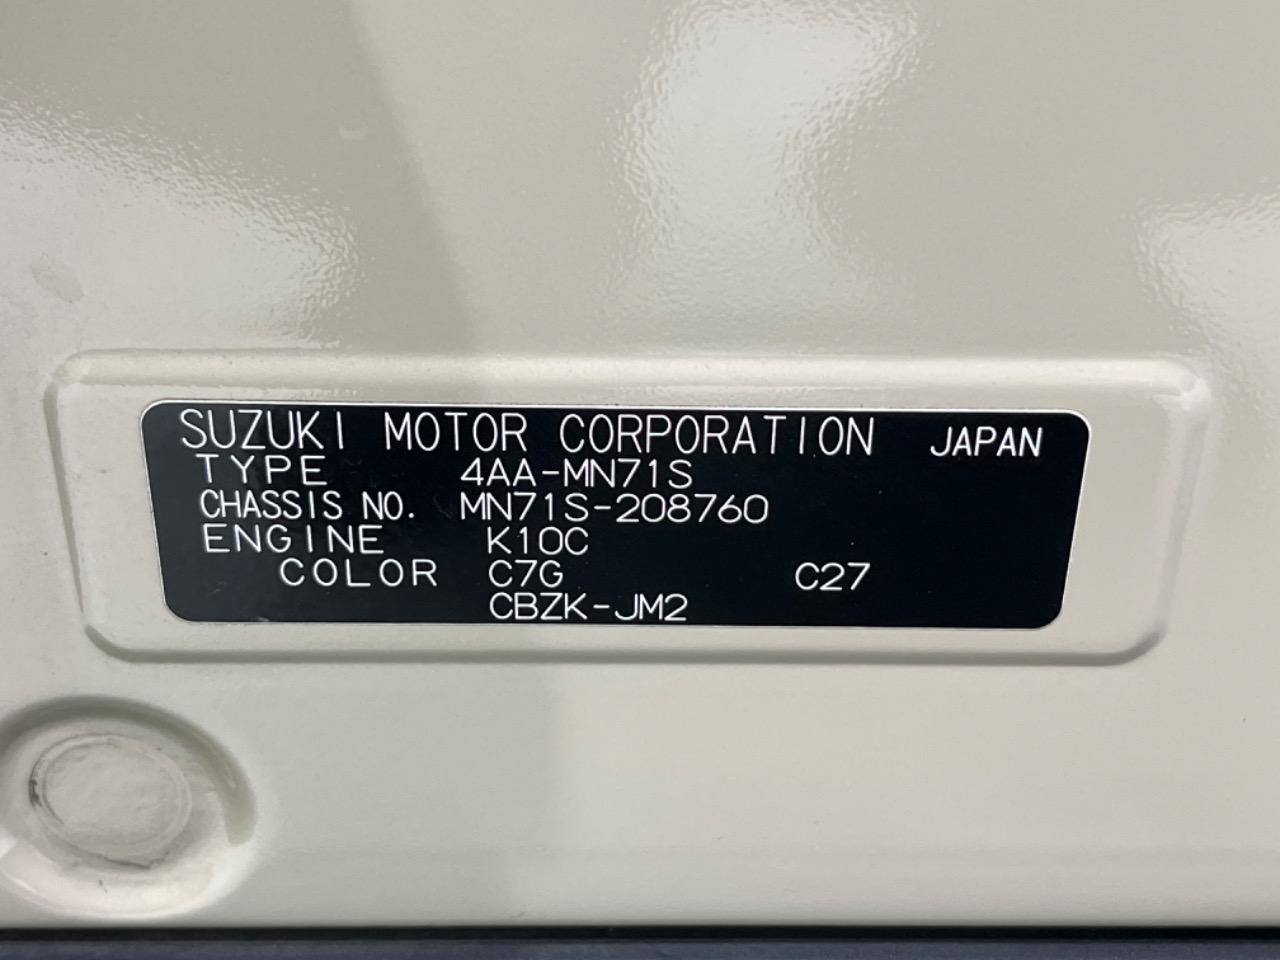 SUZUKI MOTOR CORPORATION JAPAN
TYPE 4AA-MN71S
CHASSIS NO. MN71S-208760
ENGINE K10C
COLOR C7G C27
CBZK-JM2